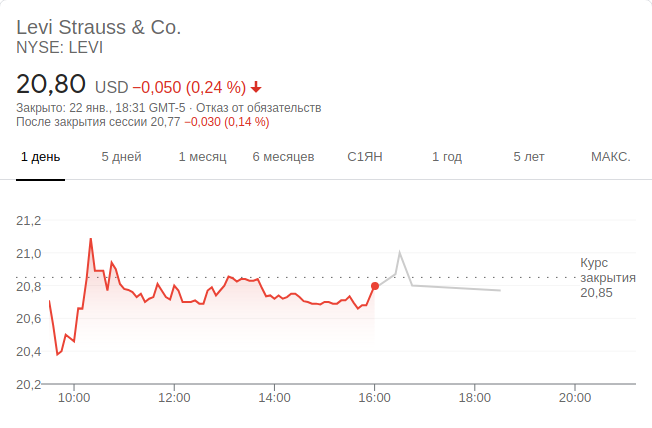 Levi Strauss & Co.
NYSE: LEVI
20,80 USD −0,050 (0,24 %)
Закрыто: 22 янв., 18:31 GMT-5 · Отказ от обязательств
После закрытия сессии 20,77 −0,030 (0,14 %)
1 день 5 дней 1 месяц 6 месяцев С1ЯН 1 год 5 лет МАКС.
21,2
21,0
20,8
20,6
20,4
20,2
Курс
закрытия
20,85
10:00 12:00 14:00 16:00 18:00 20:00